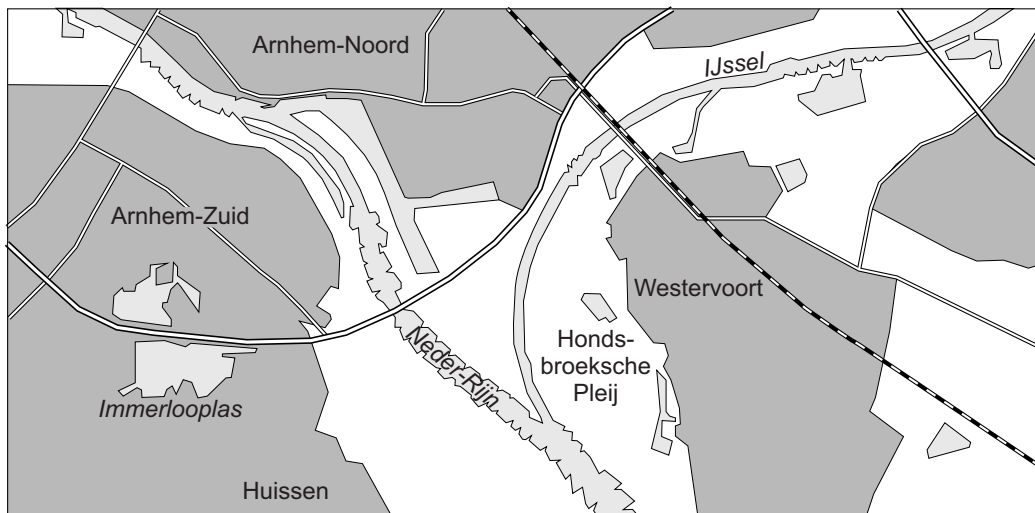 Arnhem-Noord
IJssel
Arnhem-Zuid
Westervoort
Neder-Rijn
Honds-
broeksche
Pleij
Immerlooplas
Huissen